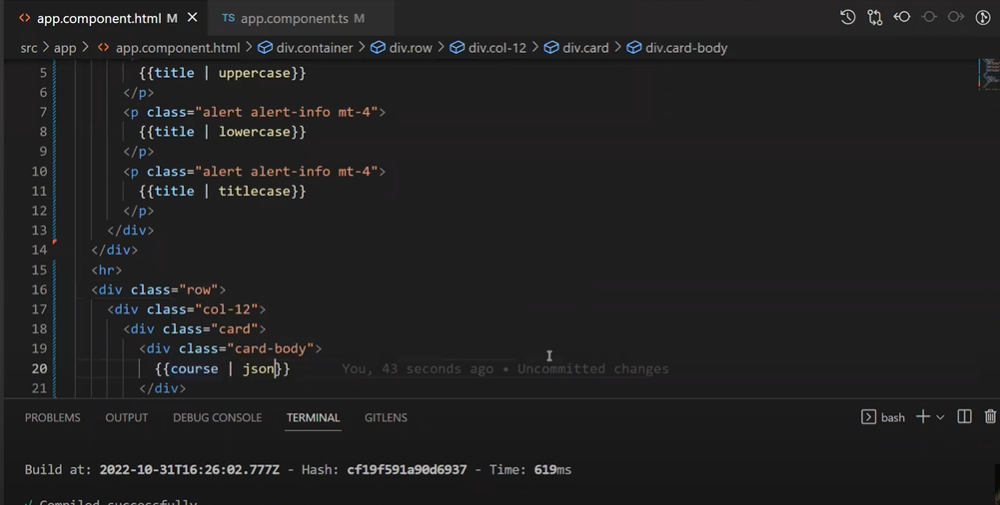 app.component.html M
TS app.component.ts M
src > app > app.component.html > div.container > div.row > div.col-12 > div.card > div.card-body
5 {{title | uppercase}}
6 </p>
7 <p class="alert alert-info mt-4">
8 {{title | lowercase}}
9 </p>
10 <p class="alert alert-info mt-4">
11 {{title | titlecase}}
12 </p>
13 </div>
14 </div>
15 <hr>
16 <div class="row">
17 <div class="col-12">
18 <div class="card">
19 <div class="card-body">
20 {{course | json}} You, 43 seconds ago • Uncommitted changes
21 </div>
PROBLEMS OUTPUT DEBUG CONSOLE TERMINAL GITLENS
bash
Build at: 2022-10-31T16:26:02.777Z - Hash: cf19f591a90d6937 - Time: 619ms
√ Compiled successfully.